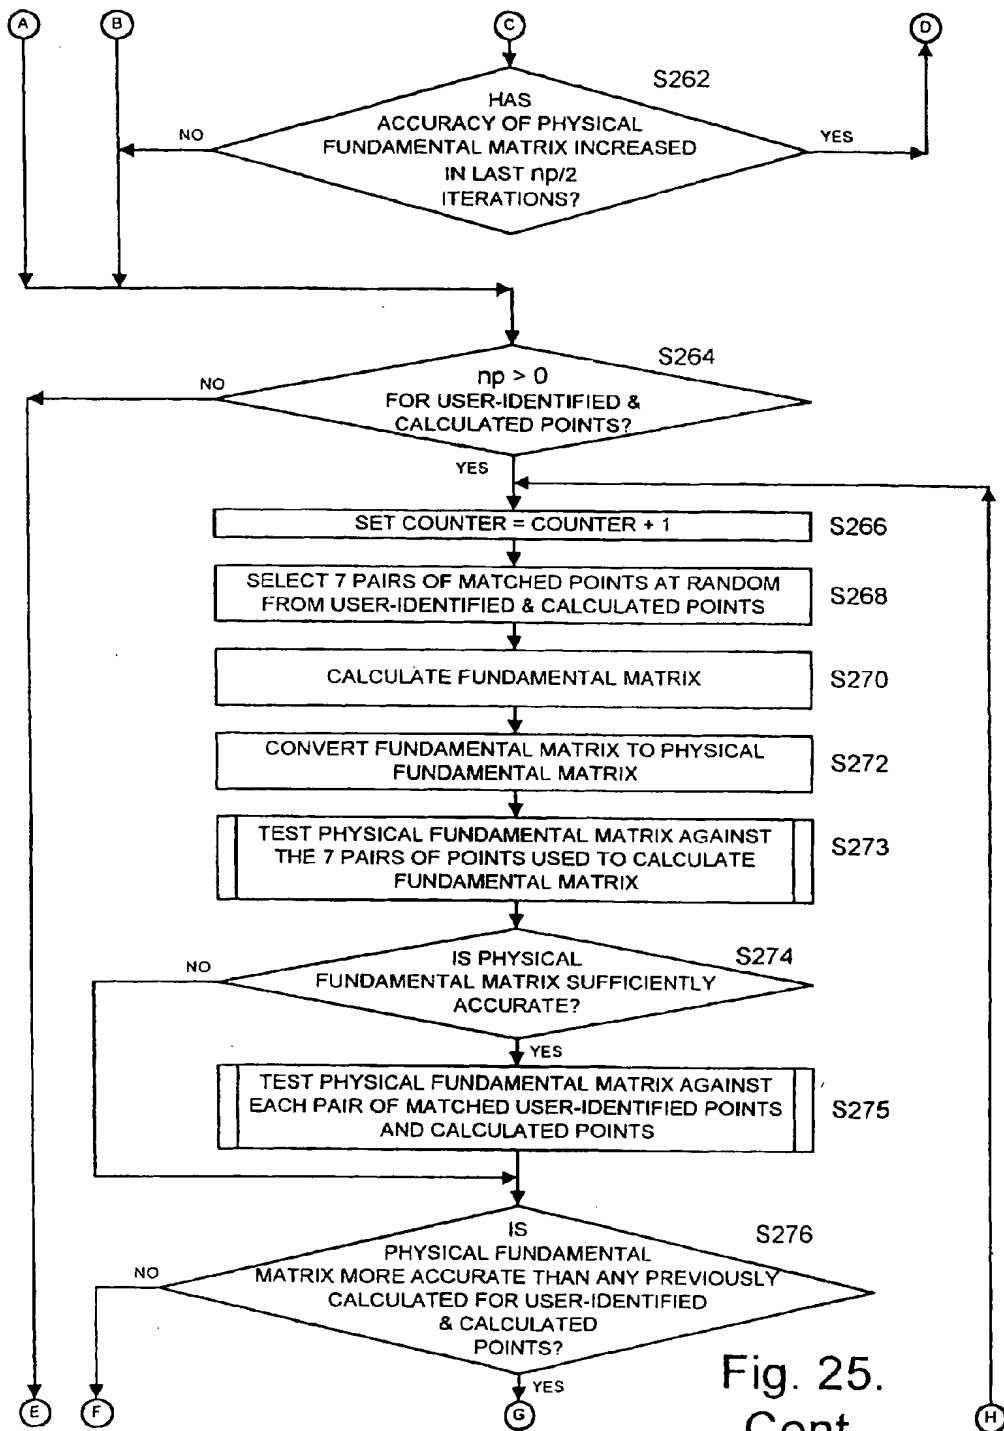 A
B
C
D
S262
HAS
ACCURACY OF PHYSICAL
FUNDAMENTAL MATRIX INCREASED
IN LAST np/2
ITERATIONS?
NO
YES
S264
np > 0
FOR USER-IDENTIFIED &
CALCULATED POINTS?
NO
YES
SET COUNTER = COUNTER + 1
S266
SELECT 7 PAIRS OF MATCHED POINTS AT RANDOM
FROM USER-IDENTIFIED & CALCULATED POINTS
S268
CALCULATE FUNDAMENTAL MATRIX
S270
CONVERT FUNDAMENTAL MATRIX TO PHYSICAL
FUNDAMENTAL MATRIX
S272
TEST PHYSICAL FUNDAMENTAL MATRIX AGAINST
THE 7 PAIRS OF POINTS USED TO CALCULATE
FUNDAMENTAL MATRIX
S273
S274
IS PHYSICAL
FUNDAMENTAL MATRIX SUFFICIENTLY
ACCURATE?
NO
YES
TEST PHYSICAL FUNDAMENTAL MATRIX AGAINST
EACH PAIR OF MATCHED USER-IDENTIFIED POINTS
AND CALCULATED POINTS
S275
S276
IS
PHYSICAL FUNDAMENTAL
MATRIX MORE ACCURATE THAN ANY PREVIOUSLY
CALCULATED FOR USER-IDENTIFIED
& CALCULATED
POINTS?
NO
YES
E
F
G
H
Fig. 25.
Cont